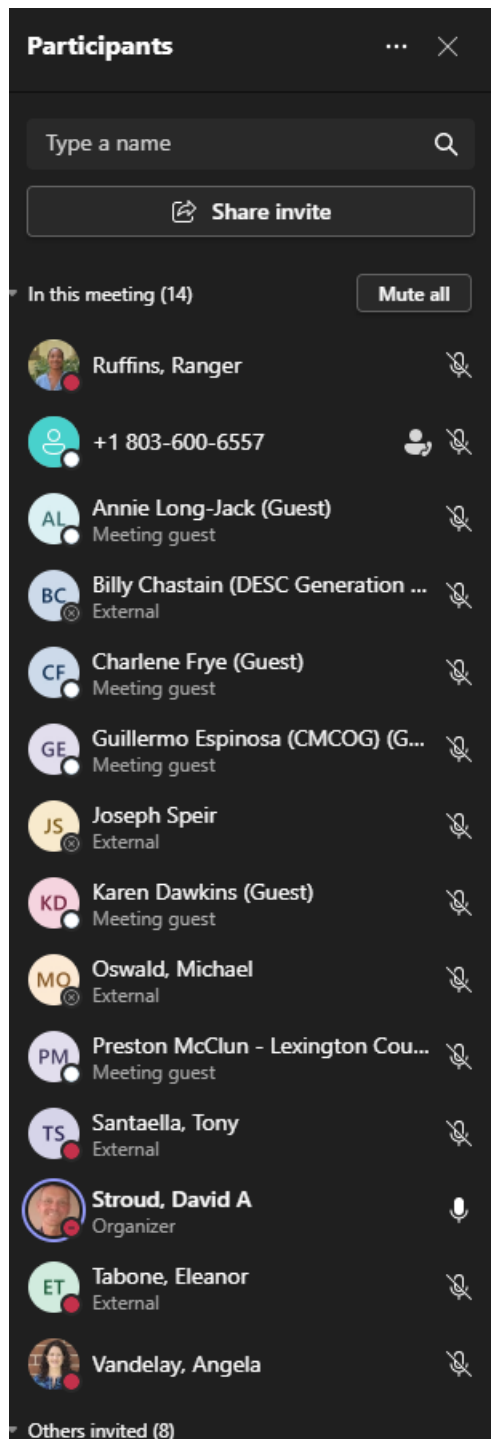 Participants
Type a name
Share invite
In this meeting (14) Mute all
Ruffins, Ranger
+1 803-600-6557
AL Annie Long-Jack (Guest)
Meeting guest
BC Billy Chastain (DESC Generation ...
External
CF Charlene Frye (Guest)
Meeting guest
GE Guillermo Espinosa (CMCOG) (G...
Meeting guest
JS Joseph Speir
External
KD Karen Dawkins (Guest)
Meeting guest
MO Oswald, Michael
External
PM Preston McClun - Lexington Cou...
Meeting guest
TS Santaella, Tony
External
Stroud, David A
Organizer
ET Tabone, Eleanor
External
Vandelay, Angela
Others invited (8)